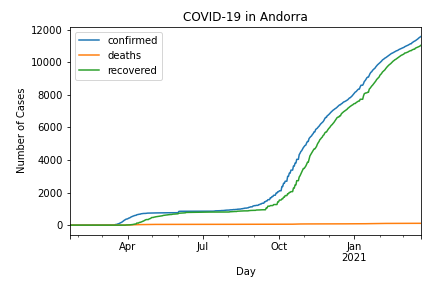 COVID-19 in Andorra
confirmed
deaths
recovered
12000
10000
8000
6000
4000
2000
0
Number of Cases
Apr
Jul
Oct
Jan
2021
Day